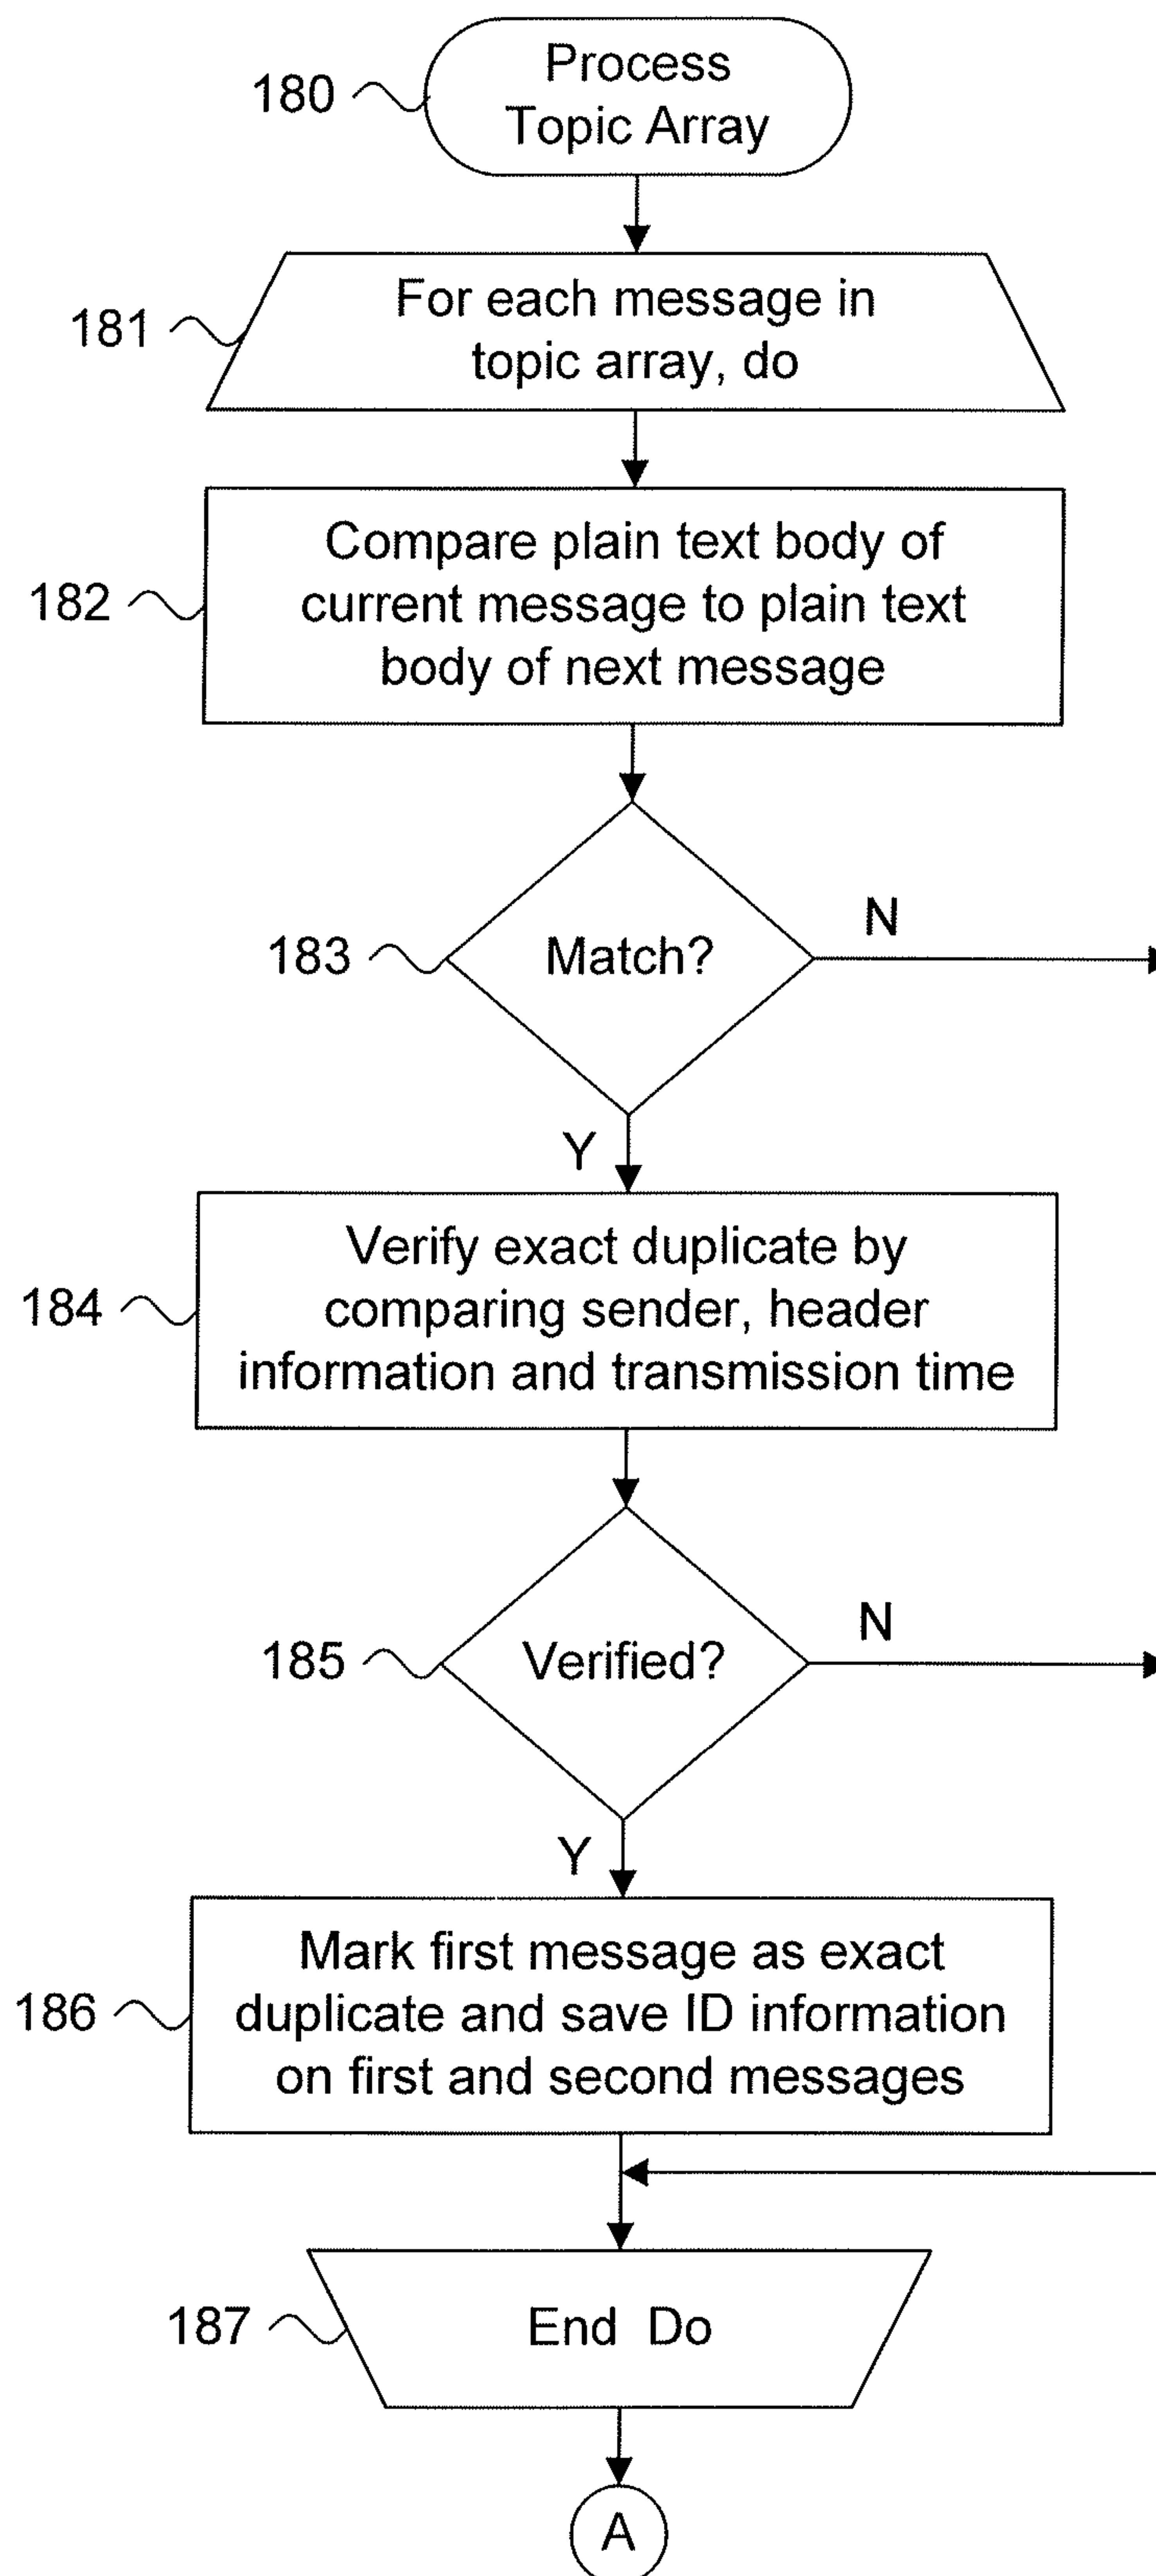 180
Process
Topic Array
181
For each message in
topic array, do
182
Compare plain text body of
current message to plain text
body of next message
183
Match?
N
Y
184
Verify exact duplicate by
comparing sender, header
information and transmission time
185
Verified?
N
Y
186
Mark first message as exact
duplicate and save ID information
on first and second messages
187
End Do
A